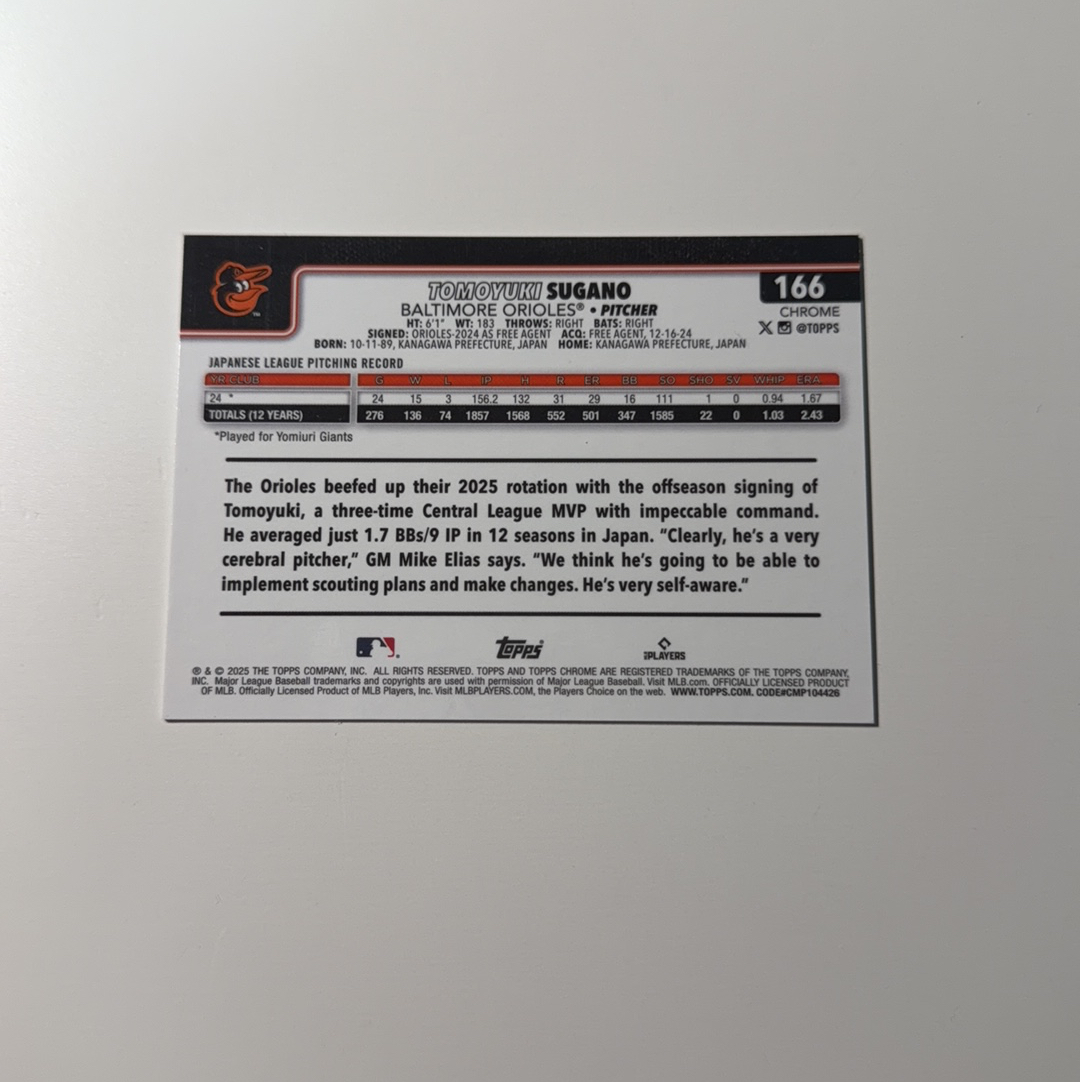 TOMOYUKI SUGANO
166
BALTIMORE ORIOLES® • PITCHER
CHROME
HT: 6'1" WT: 183 THROWS: RIGHT BATS: RIGHT
@TOPPS
SIGNED: ORIOLES-2024 AS FREE AGENT ACQ: FREE AGENT, 12-16-24
BORN: 10-11-89, KANAGAWA PREFECTURE, JAPAN HOME: KANAGAWA PREFECTURE, JAPAN
JAPANESE LEAGUE PITCHING RECORD
YR CLUB G W L IP H R ER BB SO SHO SV WHIP ERA
24 * 24 15 3 156.2 132 31 29 16 111 1 0 0.94 1.67
TOTALS (12 YEARS) 276 136 74 1857 1568 552 501 347 1585 22 0 1.03 2.43
*Played for Yomiuri Giants
The Orioles beefed up their 2025 rotation with the offseason signing of
Tomoyuki, a three-time Central League MVP with impeccable command.
He averaged just 1.7 BBs/9 IP in 12 seasons in Japan. “Clearly, he’s a very
cerebral pitcher,” GM Mike Elias says. “We think he’s going to be able to
implement scouting plans and make changes. He’s very self-aware.”
topps
PLAYERS
® & © 2025 THE TOPPS COMPANY, INC. ALL RIGHTS RESERVED. TOPPS AND TOPPS CHROME ARE REGISTERED TRADEMARKS OF THE TOPPS COMPANY,
INC. Major League Baseball trademarks and copyrights are used with permission of Major League Baseball. Visit MLB.com. OFFICIALLY LICENSED PRODUCT
OF MLB. Officially Licensed Product of MLB Players, Inc. Visit MLBPLAYERS.COM, the Players Choice on the web. WWW.TOPPS.COM. CODE#CMP104426